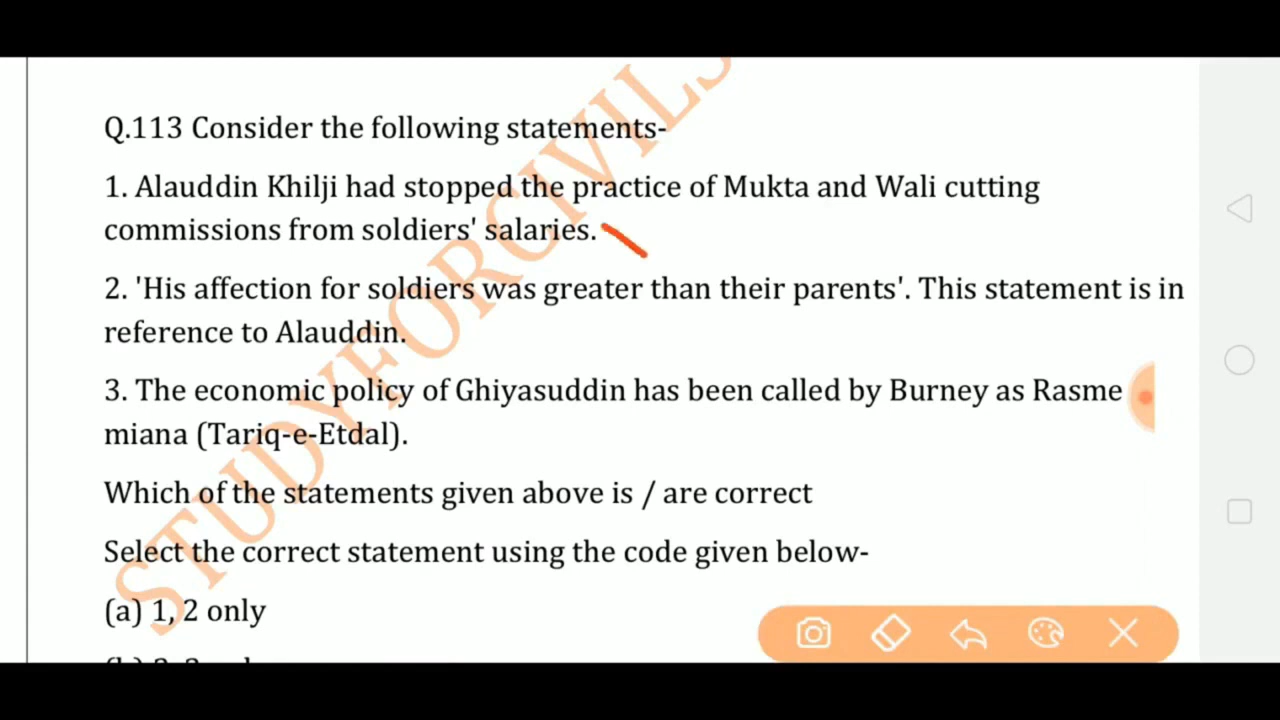 Q.113 Consider the following statements-
1. Alauddin Khilji had stopped the practice of Mukta and Wali cutting
commissions from soldiers' salaries.
2. 'His affection for soldiers was greater than their parents'. This statement is in
reference to Alauddin.
3. The economic policy of Ghiyasuddin has been called by Burney as Rasme
miana (Tariq-e-Etdal).
Which of the statements given above is / are correct
Select the correct statement using the code given below-
(a) 1, 2 only
STUDYFORCIVILS